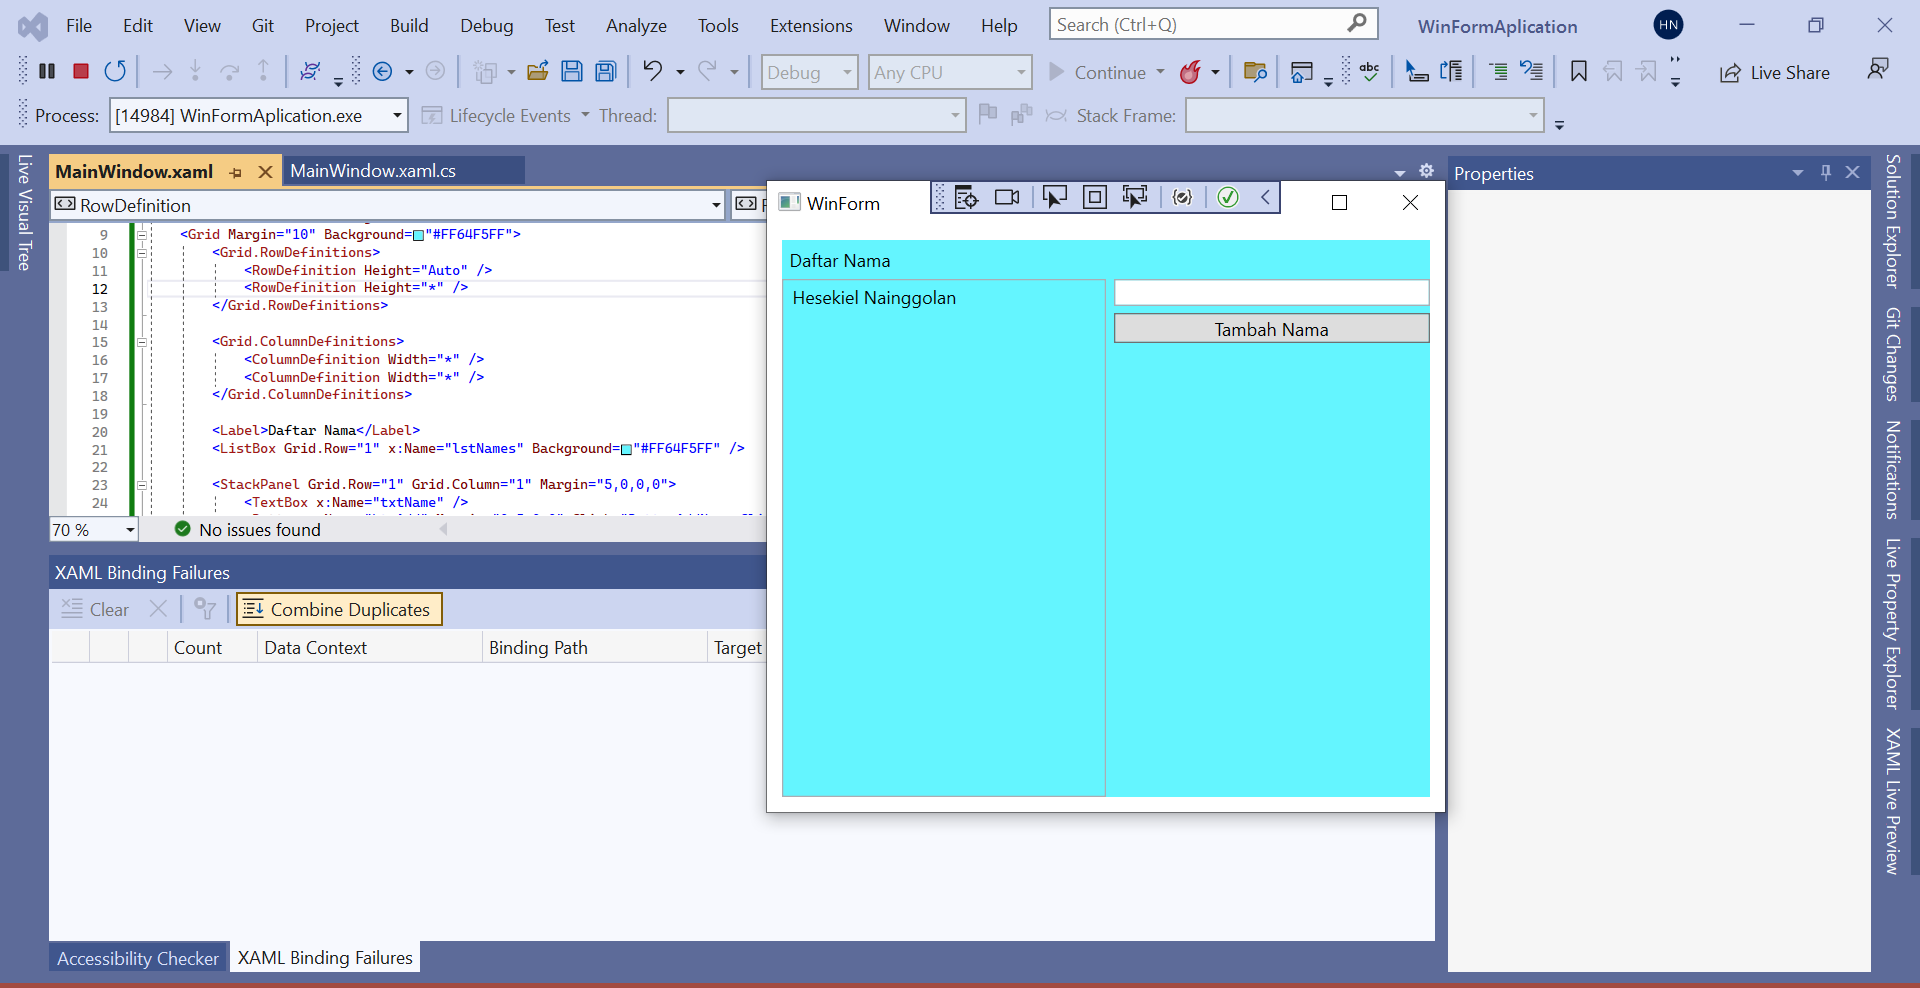 File Edit View Git Project Build Debug Test Analyze Tools Extensions Window Help Search (Ctrl+Q) WinFormAplication HN
Debug Any CPU Continue abc Live Share
Process: [14984] WinFormAplication.exe Lifecycle Events Thread: Stack Frame:
Live Visual Tree
MainWindow.xaml MainWindow.xaml.cs
RowDefinition
9 <Grid Margin="10" Background="#FF64F5FF">
10 <Grid.RowDefinitions>
11 <RowDefinition Height="Auto" />
12 <RowDefinition Height="*" />
13 </Grid.RowDefinitions>
14
15 <Grid.ColumnDefinitions>
16 <ColumnDefinition Width="*" />
17 <ColumnDefinition Width="*" />
18 </Grid.ColumnDefinitions>
19
20 <Label>Daftar Nama</Label>
21 <ListBox Grid.Row="1" x:Name="lstNames" Background="#FF64F5FF" />
22
23 <StackPanel Grid.Row="1" Grid.Column="1" Margin="5,0,0,0">
24 <TextBox x:Name="txtName" />
70 % No issues found
XAML Binding Failures
Clear Combine Duplicates
Count Data Context Binding Path Target
Accessibility Checker XAML Binding Failures
WinForm
Daftar Nama
Hesekiel Nainggolan
Tambah Nama
Properties
Solution Explorer
Git Changes
Notifications
Live Property Explorer
XAML Live Preview